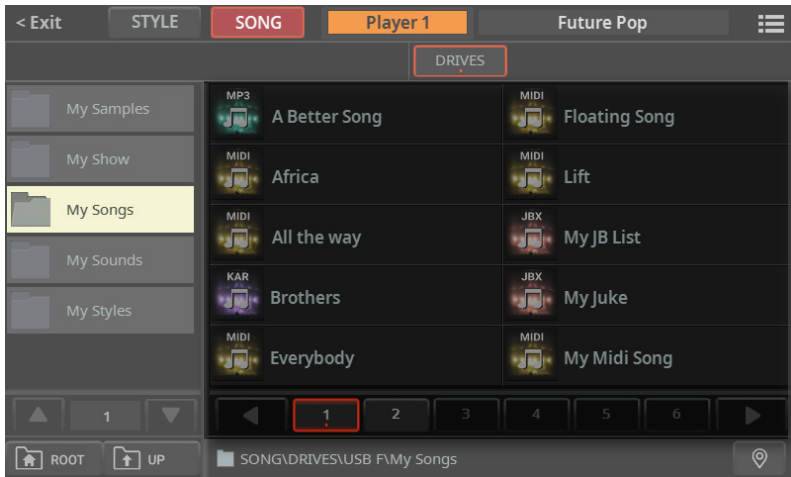 < Exit STYLE SONG Player 1 Future Pop
DRIVES
My Samples
My Show
My Songs
My Sounds
My Styles
MP3 A Better Song
MIDI Floating Song
MIDI Africa
MIDI Lift
MIDI All the way
JBX My JB List
KAR Brothers
JBX My Juke
MIDI Everybody
MIDI My Midi Song
1
1 2 3 4 5 6
ROOT UP SONG\DRIVES\USB F\My Songs